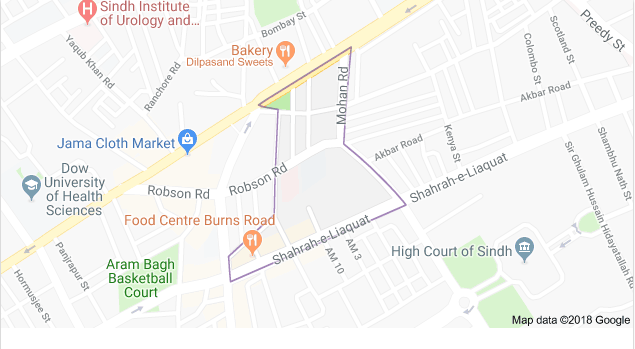 Sindh Institute
of Urology and...
Bombay St
Preedy St
Yaqub Khan Rd
Ranchore Rd
Bakery
Dilpasand Sweets
Colombo St
Scotland St
Mohan Rd
Akbar Road
Jama Cloth Market
Akbar Road
Kenya St
Shambhu Nath St
Dow
University
of Health
Sciences
Robson Rd
Robson Rd
Shahrah-e-Liaquat
Sir Ghulam Hussain Hidayatallah Rd
Food Centre Burns Road
Shahrah-e-Liaquat
AM 3
AM 10
High Court of Sindh
Panjrapur St
Hormusjee St
Aram Bagh
Basketball
Court
Map data ©2018 Google